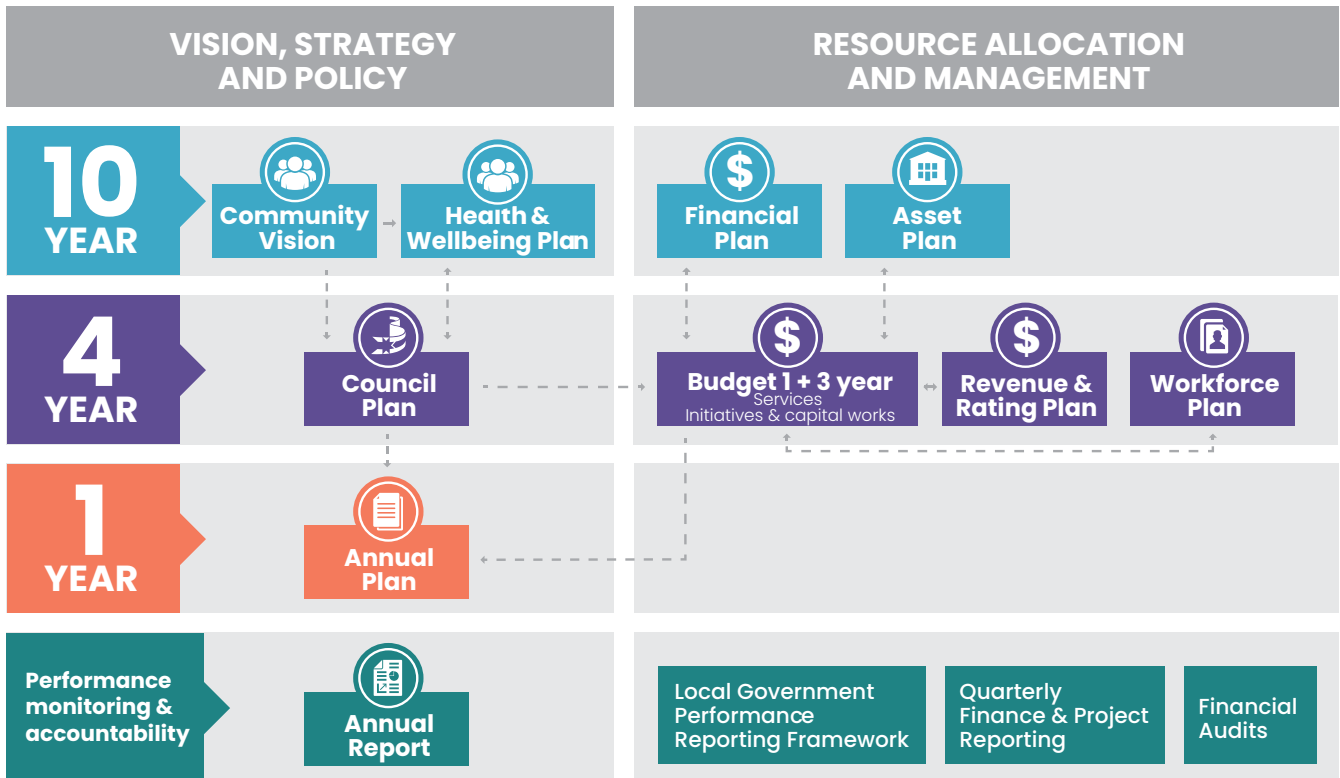 VISION, STRATEGY
AND POLICY
RESOURCE ALLOCATION
AND MANAGEMENT
10
YEAR
Community
Vision
Health &
Wellbeing Plan
$
Financial
Plan
Asset
Plan
4
YEAR
Council
Plan
$
Budget 1 + 3 year
Services
Initiatives & capital works
$
Revenue &
Rating Plan
Workforce
Plan
1
YEAR
Annual
Plan
Performance
monitoring &
accountability
Annual
Report
Local Government
Performance
Reporting Framework
Quarterly
Finance & Project
Reporting
Financial
Audits